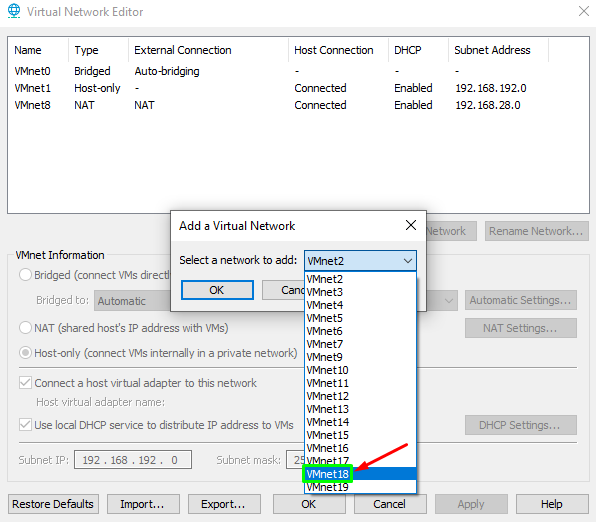 Virtual Network Editor
Name Type External Connection Host Connection DHCP Subnet Address
VMnet0 Bridged Auto-bridging - - -
VMnet1 Host-only - Connected Enabled 192.168.192.0
VMnet8 NAT NAT Connected Enabled 192.168.28.0
Add a Virtual Network
Network Rename Network...
Select a network to add: VMnet2
OK
VMnet2
VMnet3
VMnet4
VMnet5
VMnet6
VMnet7
VMnet9
VMnet10
VMnet11
VMnet12
VMnet13
VMnet14
VMnet15
VMnet16
VMnet17
VMnet18
VMnet19
VMnet Information
Bridged (connect VMs
Bridged to: Automatic Automatic Settings...
NAT (shared host's IP address with VMs) NAT Settings...
Host-only (connect VMs internally in a private network)
Connect a host virtual adapter to this network
Host virtual adapter name:
Use local DHCP service to distribute IP address to VMs DHCP Settings...
Subnet IP: 192 . 168 . 192 . 0 Subnet mask:
Restore Defaults Import... Export... OK Cancel Apply Help